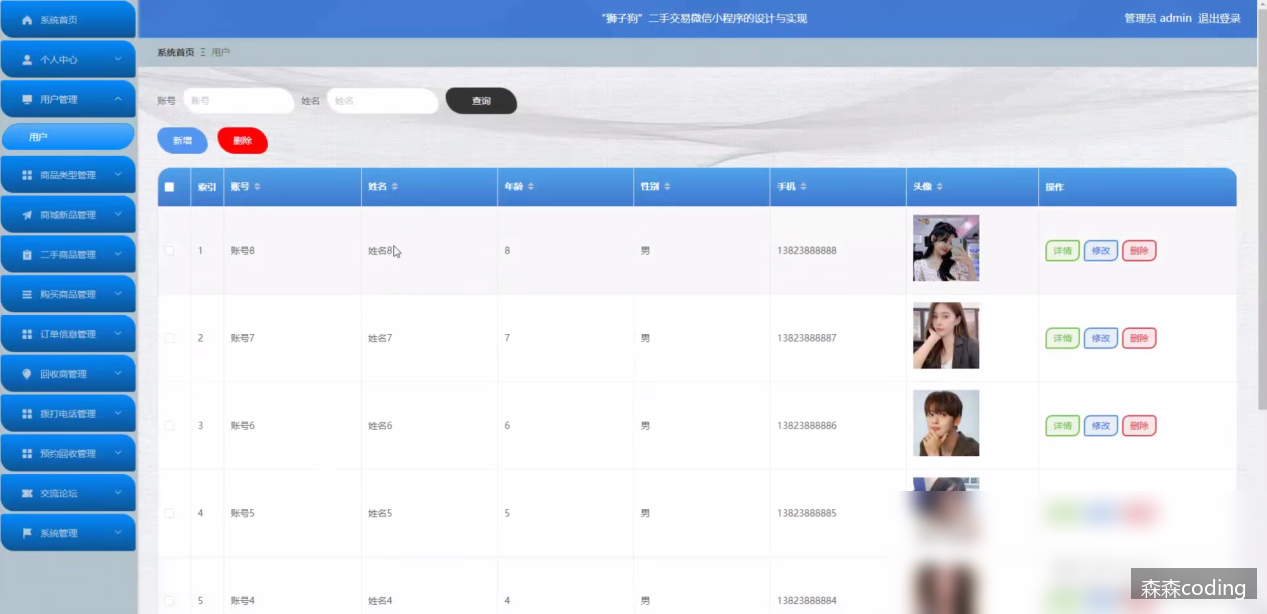 “狮子狗”二手交易微信小程序的设计与实现
管理员 admin 退出登录
系统首页
个人中心
用户管理
用户
商品类型管理
商城新品管理
二手商品管理
购买商品管理
订单信息管理
回收商管理
拨打电话管理
预约回收管理
交流论坛
系统管理
系统首页 Ξ 用户
账号 账号 姓名 姓名 查询
新增 删除
索引 账号 姓名 年龄 性别 手机 头像 操作
1 账号8 姓名8 8 男 13823888888 详情 修改 删除
2 账号7 姓名7 7 男 13823888887 详情 修改 删除
3 账号6 姓名6 6 男 13823888886 详情 修改 删除
4 账号5 姓名5 5 男 13823888885
5 账号4 姓名4 4 男 13823888884
森森coding